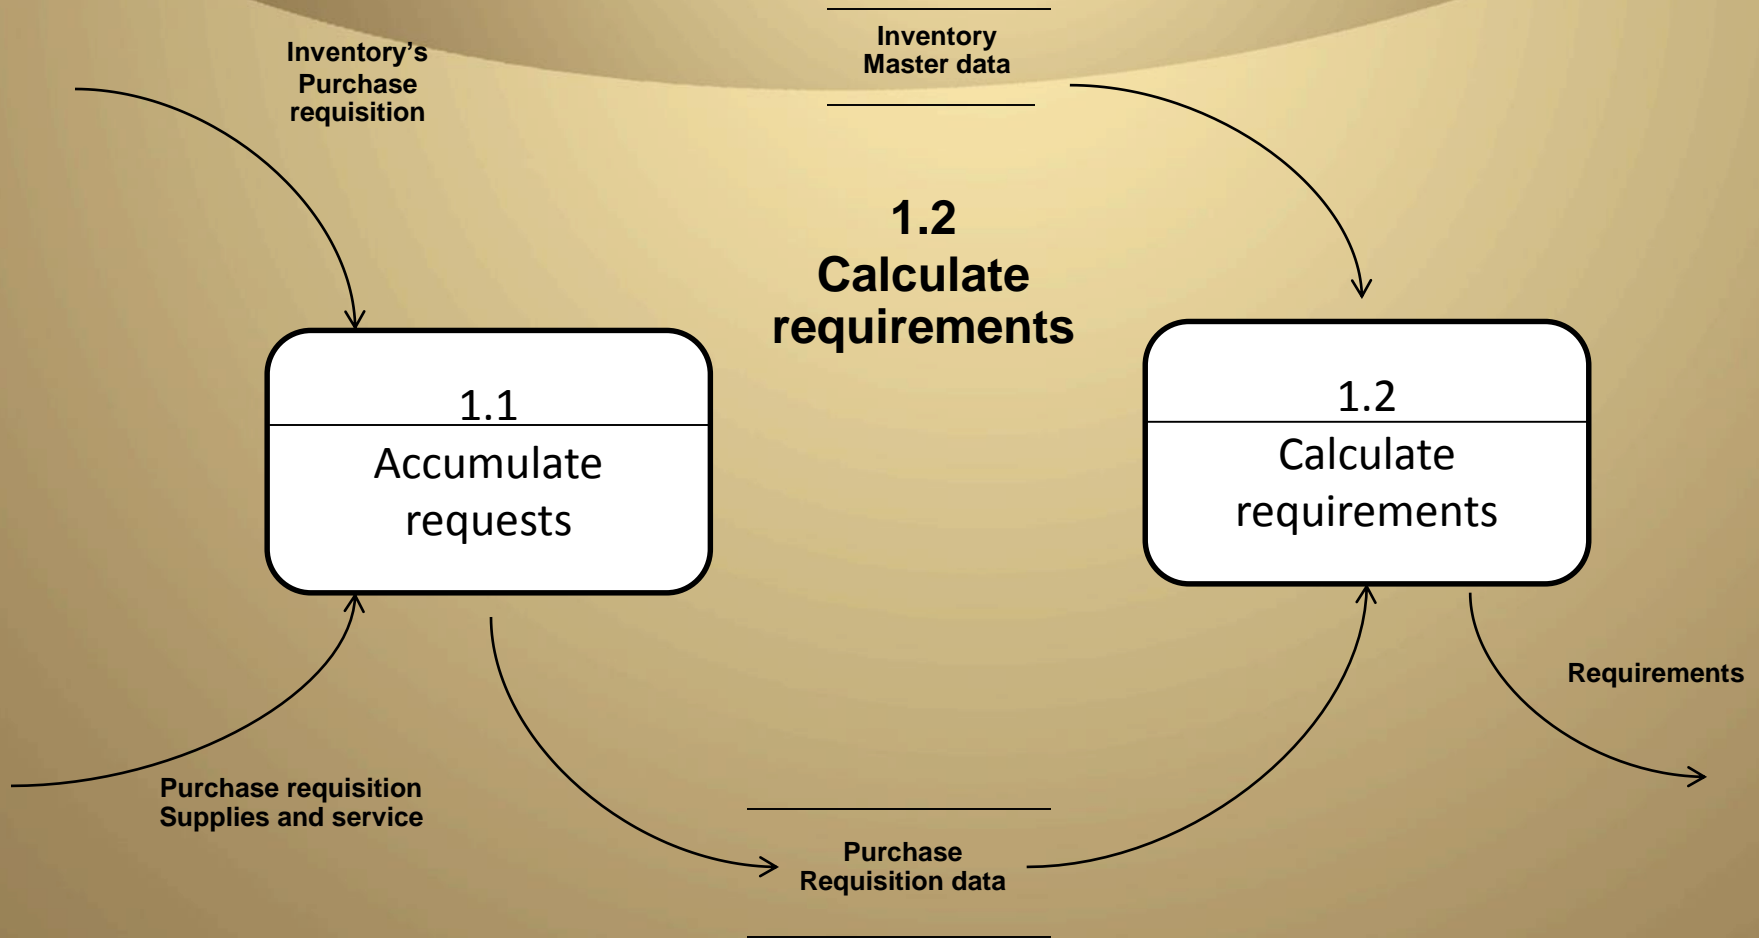 Inventory’s
Purchase
requisition
Inventory
Master data
1.2
Calculate
requirements
1.1
Accumulate
requests
1.2
Calculate
requirements
Requirements
Purchase requisition
Supplies and service
Purchase
Requisition data